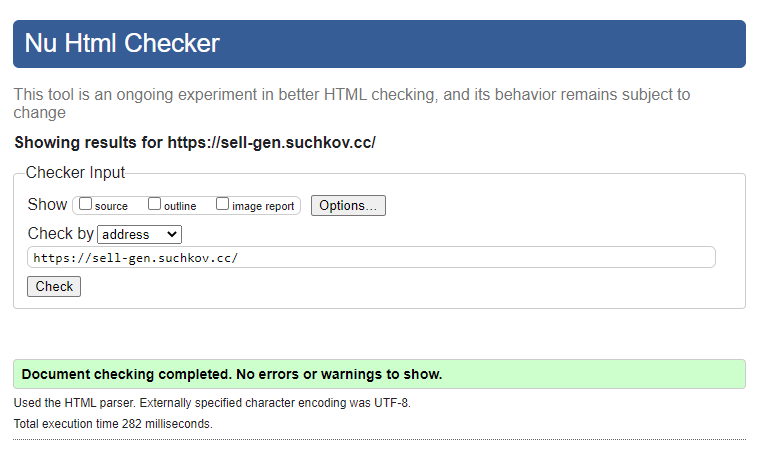 Nu Html Checker
This tool is an ongoing experiment in better HTML checking, and its behavior remains subject to
change
Showing results for https://sell-gen.suchkov.cc/
Checker Input
Show source outline image report Options...
Check by address
https://sell-gen.suchkov.cc/
Check
Document checking completed. No errors or warnings to show.
Used the HTML parser. Externally specified character encoding was UTF-8.
Total execution time 282 milliseconds.